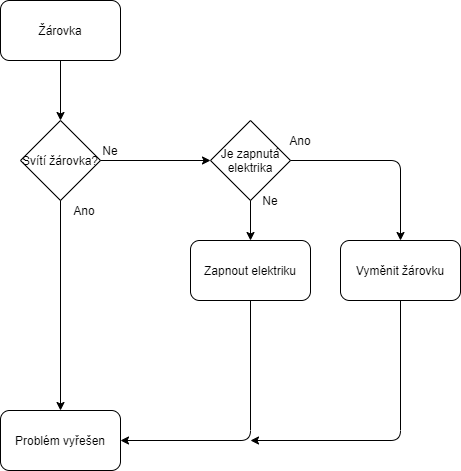 Žárovka
Svítí žárovka?
Ne
Je zapnutá
elektrika
Ano
Ano
Ne
Zapnout elektriku
Vyměnit žárovku
Problém vyřešen